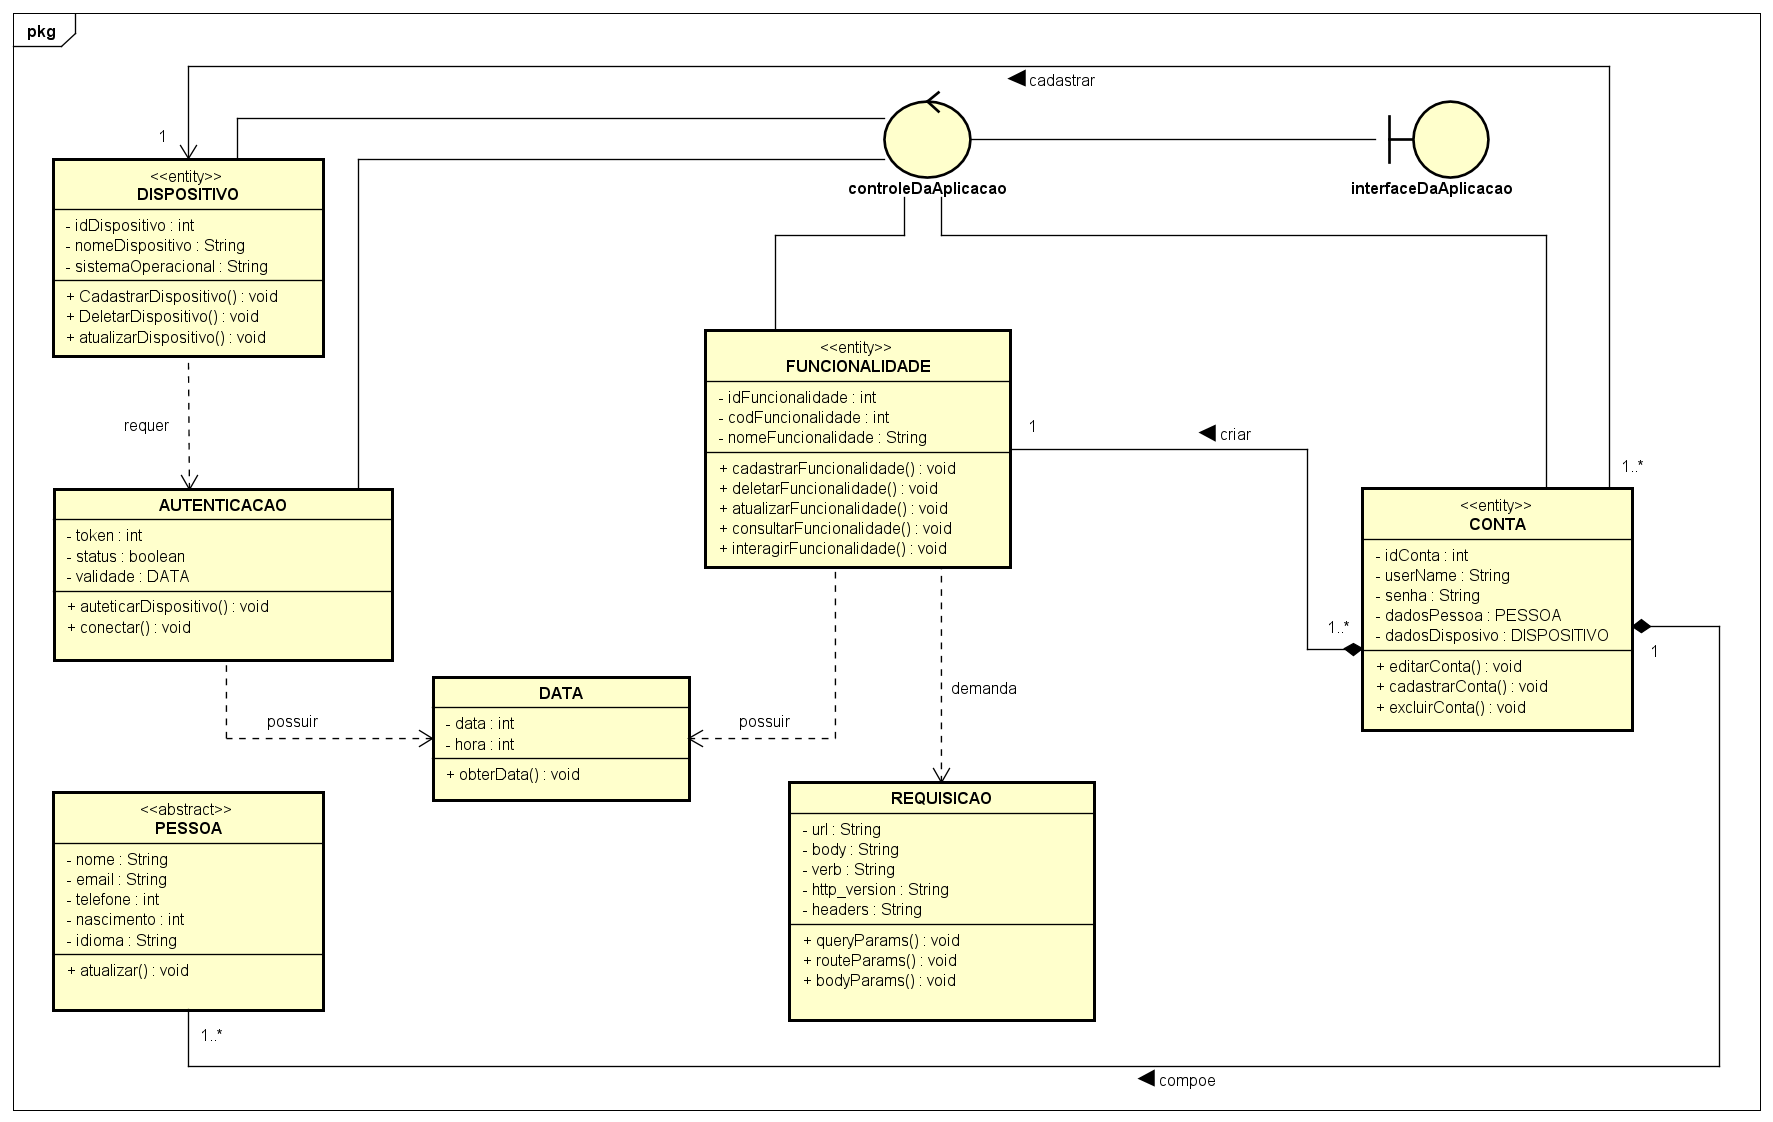 pkg
cadastrar
1
controleDaAplicacao
interfaceDaAplicacao
<<entity>>
DISPOSITIVO
- idDispositivo : int
- nomeDispositivo : String
- sistemaOperacional : String
+ CadastrarDispositivo() : void
+ DeletarDispositivo() : void
+ atualizarDispositivo() : void
requer
<<entity>>
FUNCIONALIDADE
- idFuncionalidade : int
- codFuncionalidade : int
- nomeFuncionalidade : String
+ cadastrarFuncionalidade() : void
+ deletarFuncionalidade() : void
+ atualizarFuncionalidade() : void
+ consultarFuncionalidade() : void
+ interagirFuncionalidade() : void
1
criar
1..*
1..*
<<entity>>
CONTA
- idConta : int
- userName : String
- senha : String
- dadosPessoa : PESSOA
- dadosDisposivo : DISPOSITIVO
+ editarConta() : void
+ cadastrarConta() : void
+ excluirConta() : void
1
AUTENTICACAO
- token : int
- status : boolean
- validade : DATA
+ auteticarDispositivo() : void
+ conectar() : void
possuir
DATA
- data : int
- hora : int
+ obterData() : void
possuir
demanda
<<abstract>>
PESSOA
- nome : String
- email : String
- telefone : int
- nascimento : int
- idioma : String
+ atualizar() : void
REQUISICAO
- url : String
- body : String
- verb : String
- http_version : String
- headers : String
+ queryParams() : void
+ routeParams() : void
+ bodyParams() : void
1..*
compoe